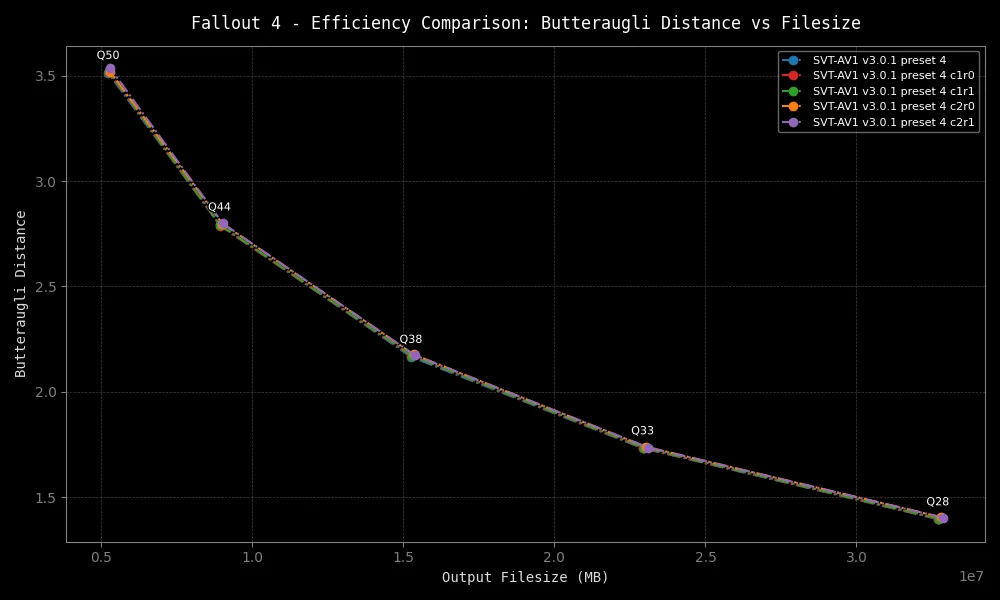 Fallout 4 - Efficiency Comparison: Butteraugli Distance vs Filesize
SVT-AV1 v3.0.1 preset 4
SVT-AV1 v3.0.1 preset 4 c1r0
SVT-AV1 v3.0.1 preset 4 c1r1
SVT-AV1 v3.0.1 preset 4 c2r0
SVT-AV1 v3.0.1 preset 4 c2r1
Q50
Q44
Q38
Q33
Q28
Butteraugli Distance
3.5
3.0
2.5
2.0
1.5
0.5 1.0 1.5 2.0 2.5 3.0
1e7
Output Filesize (MB)